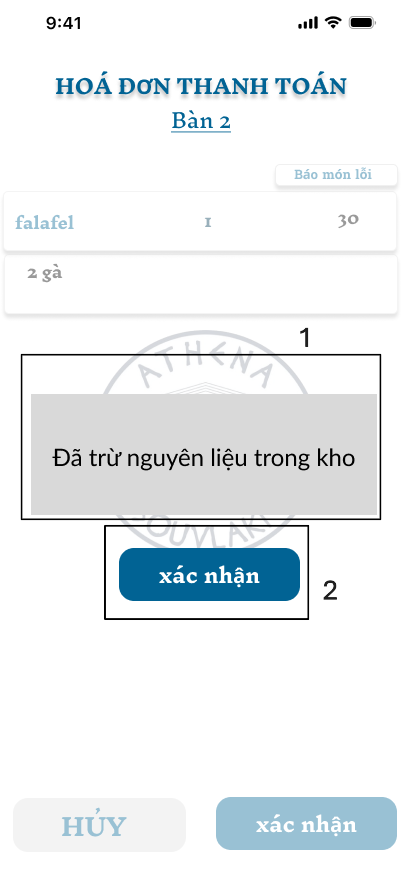 9:41
HOÁ ĐƠN THANH TOÁN
Bàn 2
Báo món lỗi
falafel 1 30
2 gà
1
ATHENA
Đã trừ nguyên liệu trong kho
SOUVLAKI
xác nhận
2
HỦY xác nhận